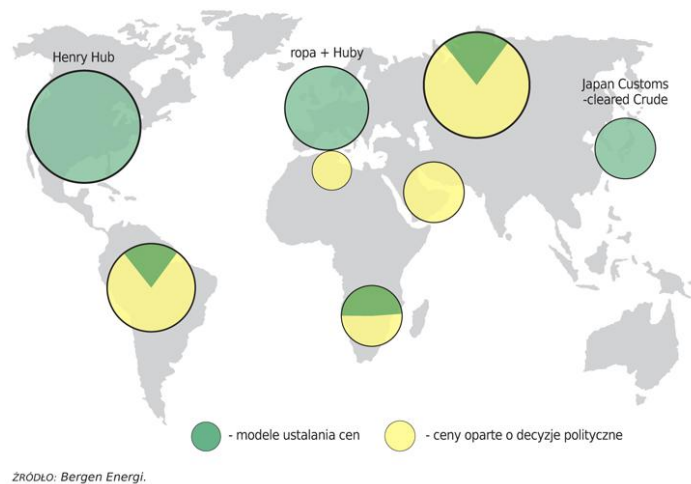 Henry Hub
ropa + Huby
Japan Customs
-cleared Crude
- modele ustalania cen
- ceny oparte o decyzje polityczne
ŹRÓDŁO: Bergen Energi.